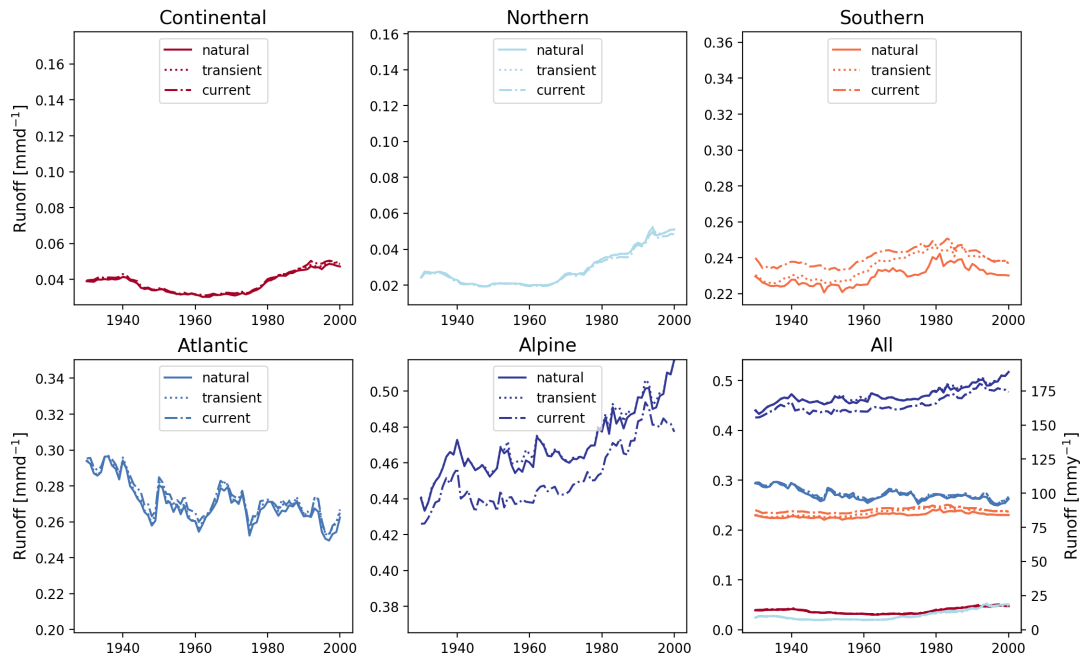 Continental
Runoff [mmd⁻¹]
0.16
0.14
0.12
0.10
0.08
0.06
0.04
natural
transient
current
1940 1960 1980 2000
Northern
0.16
0.14
0.12
0.10
0.08
0.06
0.04
0.02
natural
transient
current
1940 1960 1980 2000
Southern
0.36
0.34
0.32
0.30
0.28
0.26
0.24
0.22
natural
transient
current
1940 1960 1980 2000
Atlantic
Runoff [mmd⁻¹]
0.34
0.32
0.30
0.28
0.26
0.24
0.22
0.20
natural
transient
current
1940 1960 1980 2000
Alpine
0.50
0.48
0.46
0.44
0.42
0.40
0.38
natural
transient
current
1940 1960 1980 2000
All
0.5
0.4
0.3
0.2
0.1
0.0
175
150
125
100
75
50
25
0
Runoff [mmy⁻¹]
1940 1960 1980 2000